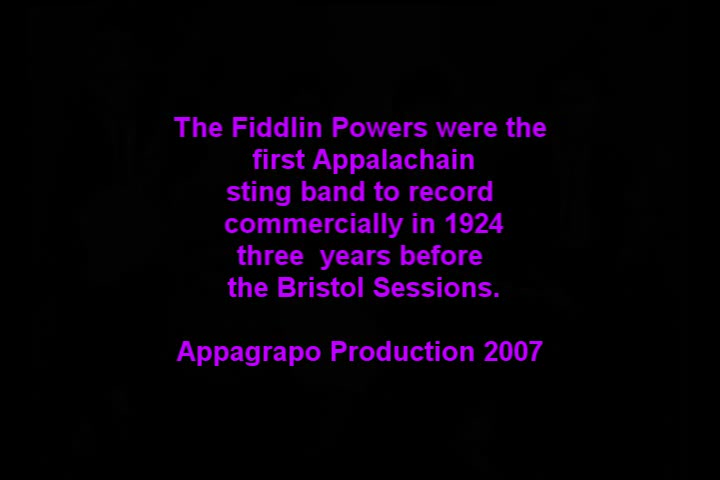 The Fiddlin Powers were the
first Appalachain
sting band to record
commercially in 1924
three  years before
the Bristol Sessions.
Appagrapo Production 2007